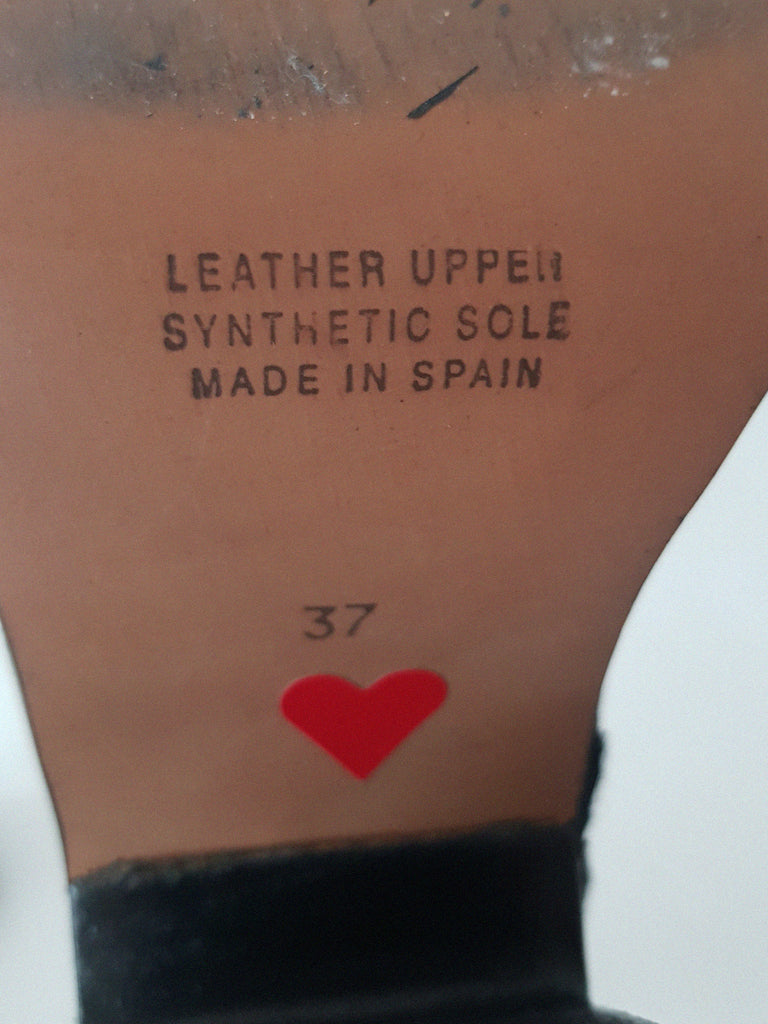 LEATHER UPPER
SYNTHETIC SOLE
MADE IN SPAIN
37